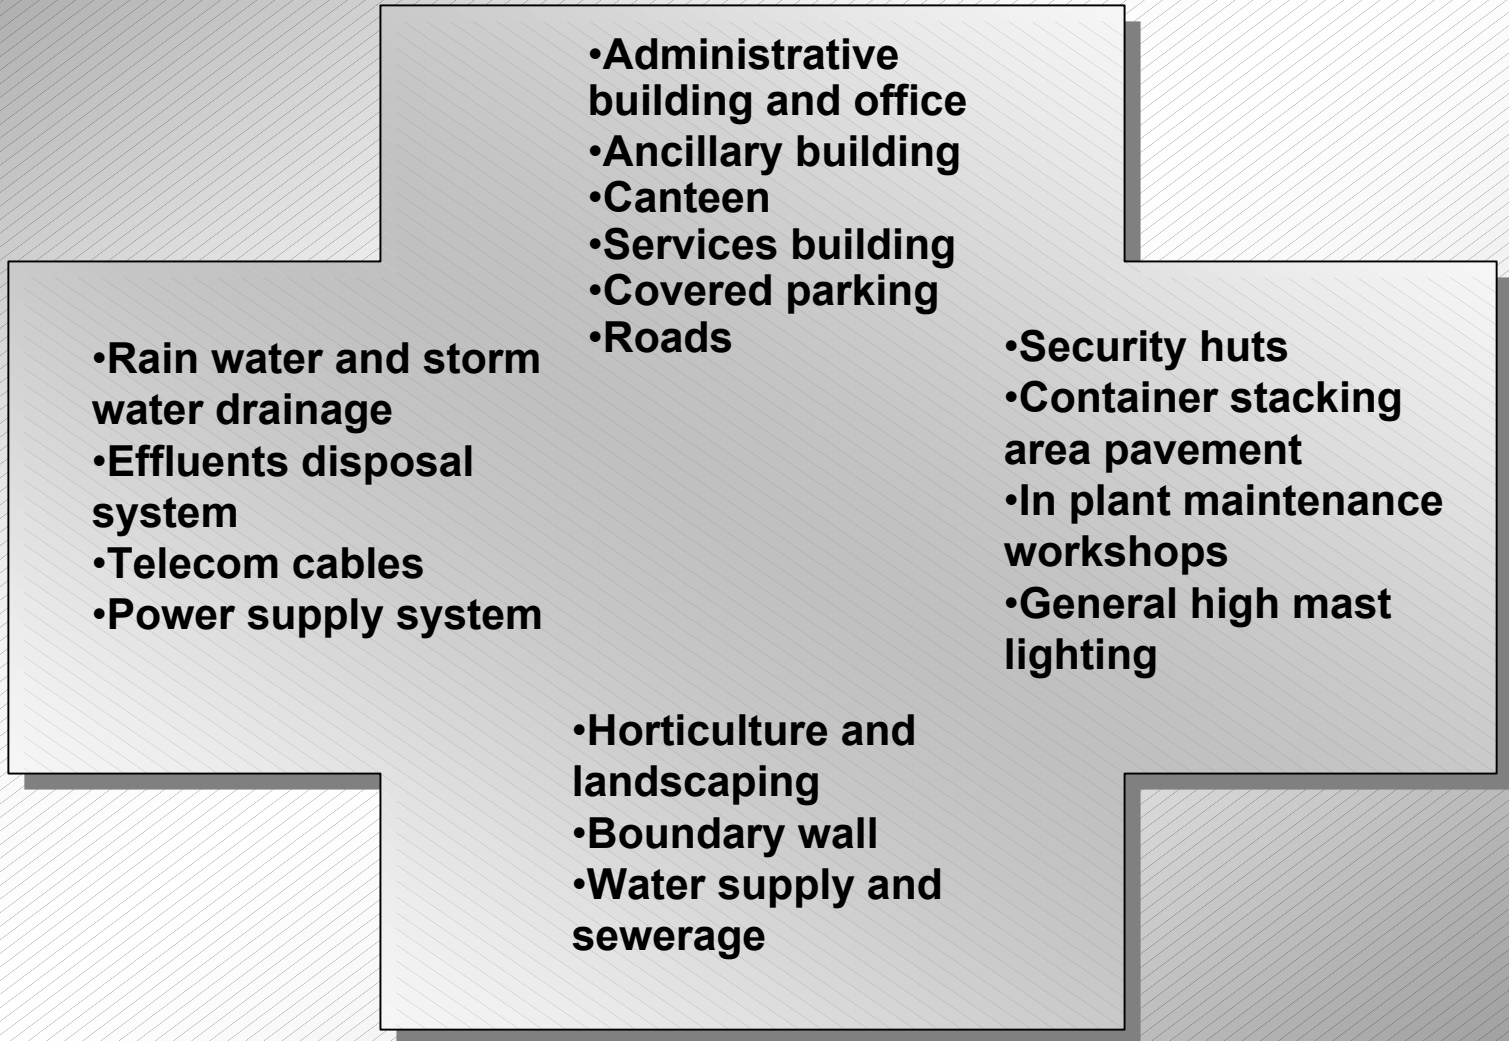 •Administrative
building and office
•Ancillary building
•Canteen
•Services building
•Covered parking
•Roads
•Rain water and storm
water drainage
•Effluents disposal
system
•Telecom cables
•Power supply system
•Security huts
•Container stacking
area pavement
•In plant maintenance
workshops
•General high mast
lighting
•Horticulture and
landscaping
•Boundary wall
•Water supply and
sewerage